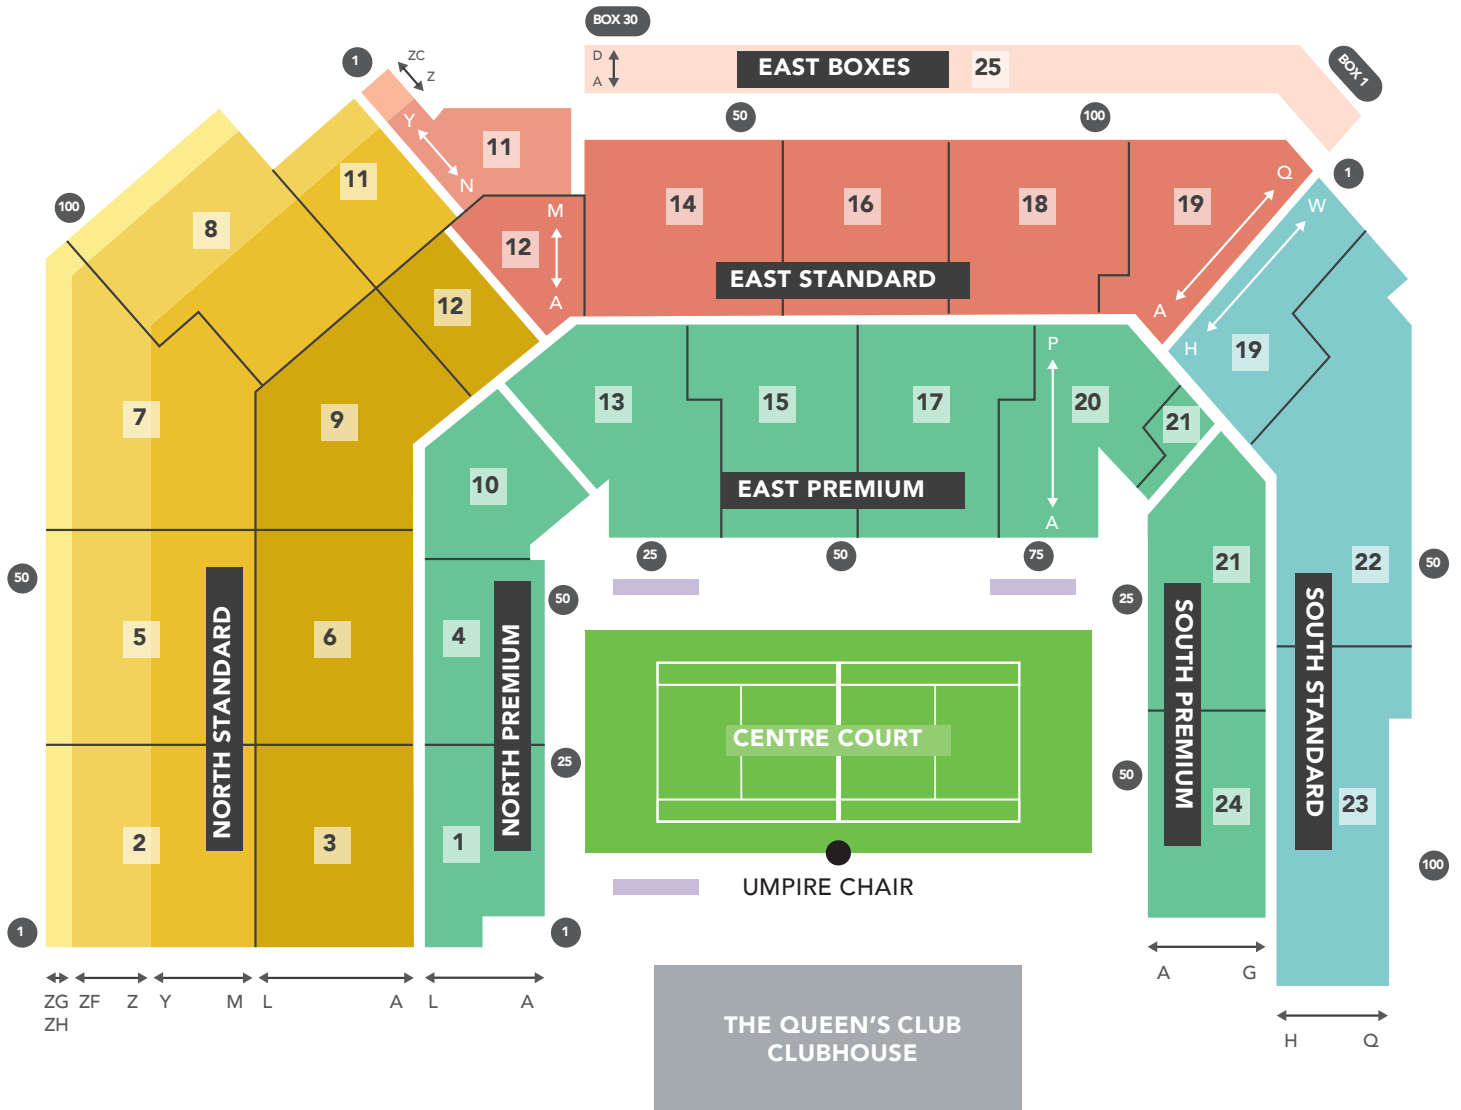 BOX 30
1
ZC
Z
D
A
EAST BOXES
25
BOX 1
50
100
Y
11
N
11
Q
1
100
8
M
12
A
14
16
18
19
W
12
EAST STANDARD
A
H
19
7
9
13
15
17
P
20
21
10
EAST PREMIUM
A
25
50
75
50
50
25
21
22
50
5
6
4
NORTH STANDARD
NORTH PREMIUM
CENTRE COURT
SOUTH PREMIUM
SOUTH STANDARD
25
50
2
3
1
24
23
100
UMPIRE CHAIR
1
1
A
G
ZG
ZF
Z
Y
M
L
A
L
A
ZH
H
Q
THE QUEEN'S CLUB
CLUBHOUSE